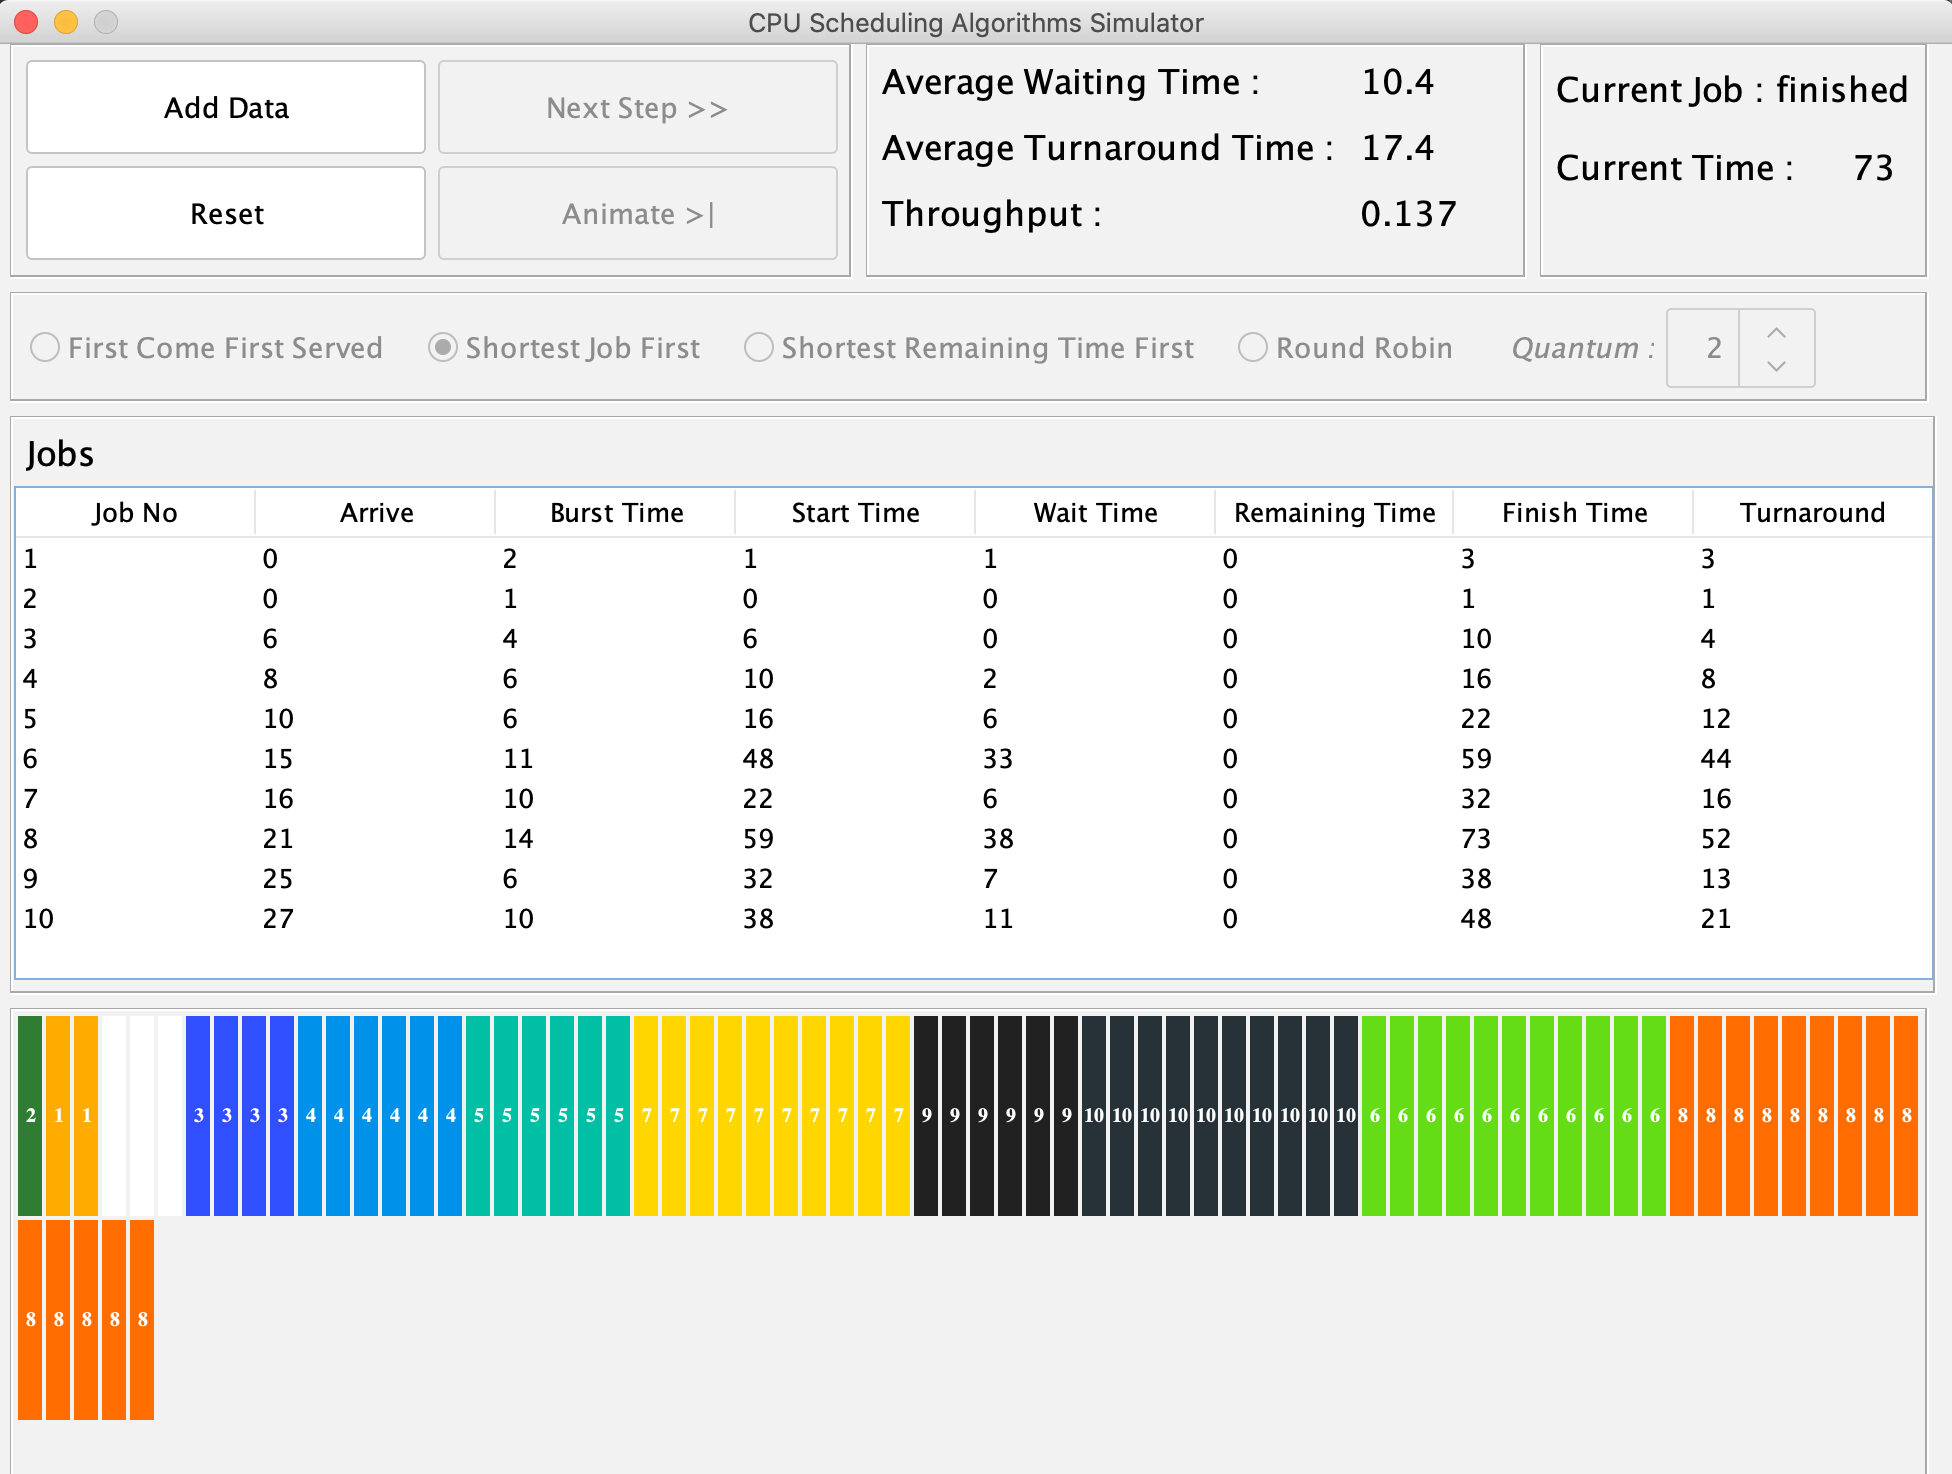 CPU Scheduling Algorithms Simulator
Add Data
Next Step >>
Reset
Animate >|
Average Waiting Time : 10.4
Average Turnaround Time : 17.4
Throughput : 0.137
Current Job : finished
Current Time : 73
First Come First Served Shortest Job First Shortest Remaining Time First Round Robin Quantum : 2
Jobs
Job No Arrive Burst Time Start Time Wait Time Remaining Time Finish Time Turnaround
1 0 2 1 1 0 3 3
2 0 1 0 0 0 1 1
3 6 4 6 0 0 10 4
4 8 6 10 2 0 16 8
5 10 6 16 6 0 22 12
6 15 11 48 33 0 59 44
7 16 10 22 6 0 32 16
8 21 14 59 38 0 73 52
9 25 6 32 7 0 38 13
10 27 10 38 11 0 48 21
2 1 1 3 3 3 3 4 4 4 4 4 4 5 5 5 5 5 5 7 7 7 7 7 7 7 7 7 7 9 9 9 9 9 9 10 10 10 10 10 10 10 10 10 10 6 6 6 6 6 6 6 6 6 6 6 8 8 8 8 8 8 8 8 8
8 8 8 8 8